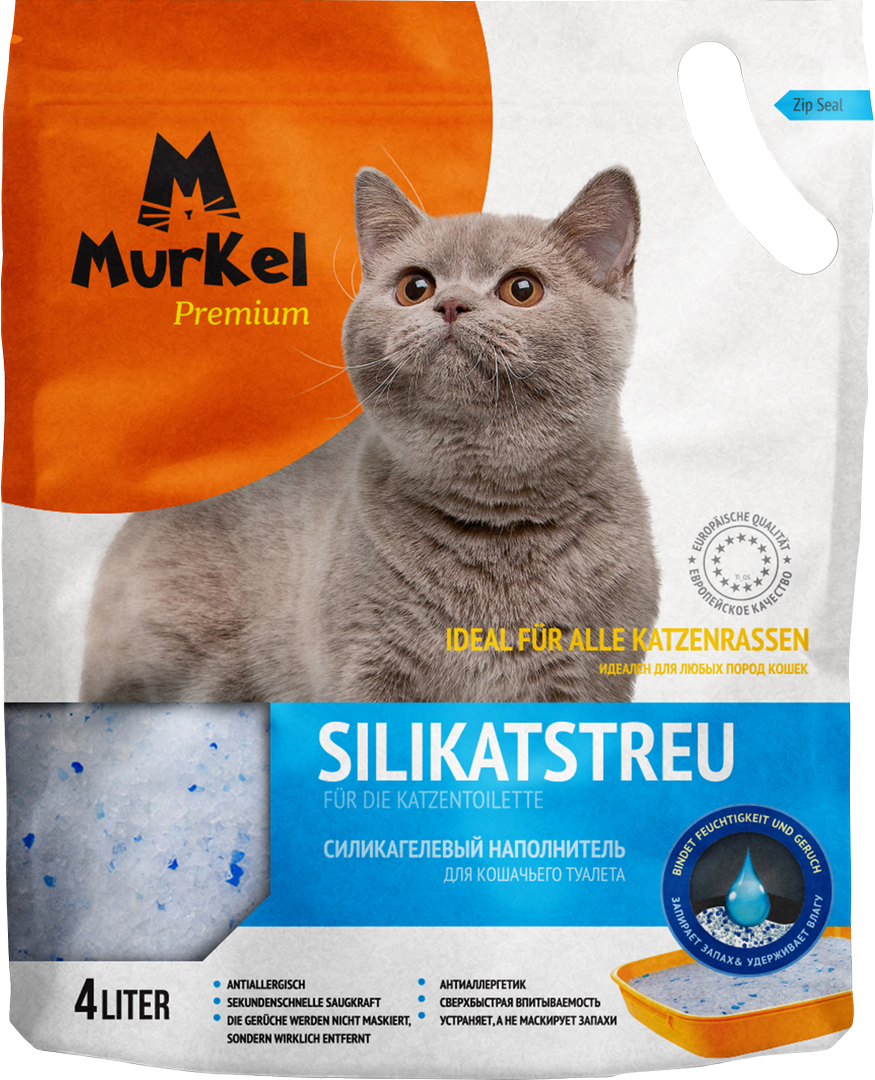 Zip Seal
MurKel
Premium
EUROPÄISCHE QUALITÄT
TI_OS
ЕВРОПЕЙСКОЕ КАЧЕСТВО
IDEAL FÜR ALLE KATZENRASSEN
ИДЕАЛЕН ДЛЯ ЛЮБЫХ ПОРОД КОШЕК
SILIKATSTREU
FÜR DIE KATZENTOILETTE
СИЛИКАГЕЛЕВЫЙ НАПОЛНИТЕЛЬ
ДЛЯ КОШАЧЬЕГО ТУАЛЕТА
BINDET FEUCHTIGKEIT UND GERUCH
ЗАПИРАЕТ ЗАПАХ & УДЕРЖИВАЕТ ВЛАГУ
4 LITER
ANTIALLERGISCH
SEKUNDENSCHNELLE SAUGKRAFT
DIE GERÜCHE WERDEN NICHT MASKIERT,
SONDERN WIRKLICH ENTFERNT
АНТИАЛЛЕРГЕТИК
СВЕРХБЫСТРАЯ ВПИТЫВАЕМОСТЬ
УСТРАНЯЕТ, А НЕ МАСКИРУЕТ ЗАПАХИ